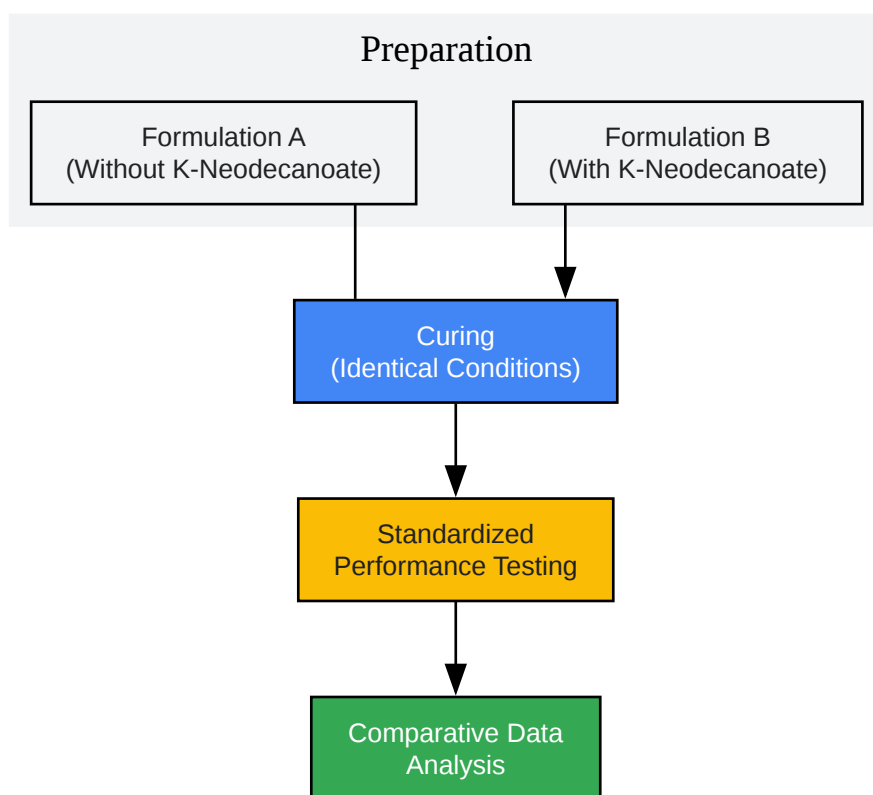 Preparation
Formulation A
(Without K-Neodecanoate)
Formulation B
(With K-Neodecanoate)
Curing
(Identical Conditions)
Standardized
Performance Testing
Comparative Data
Analysis